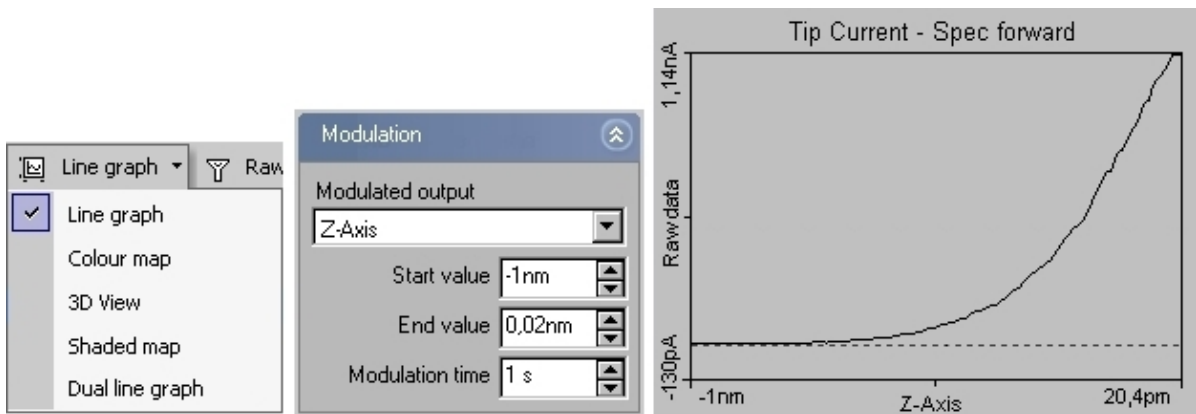 Line graph
Raw
Line graph
Colour map
3D View
Shaded map
Dual line graph
Modulation
Modulated output
Z-Axis
Start value -1nm
End value 0,02nm
Modulation time 1 s
Tip Current - Spec forward
1,14nA
Rawdata
-130pA
-1nm
Z-Axis
20,4pm